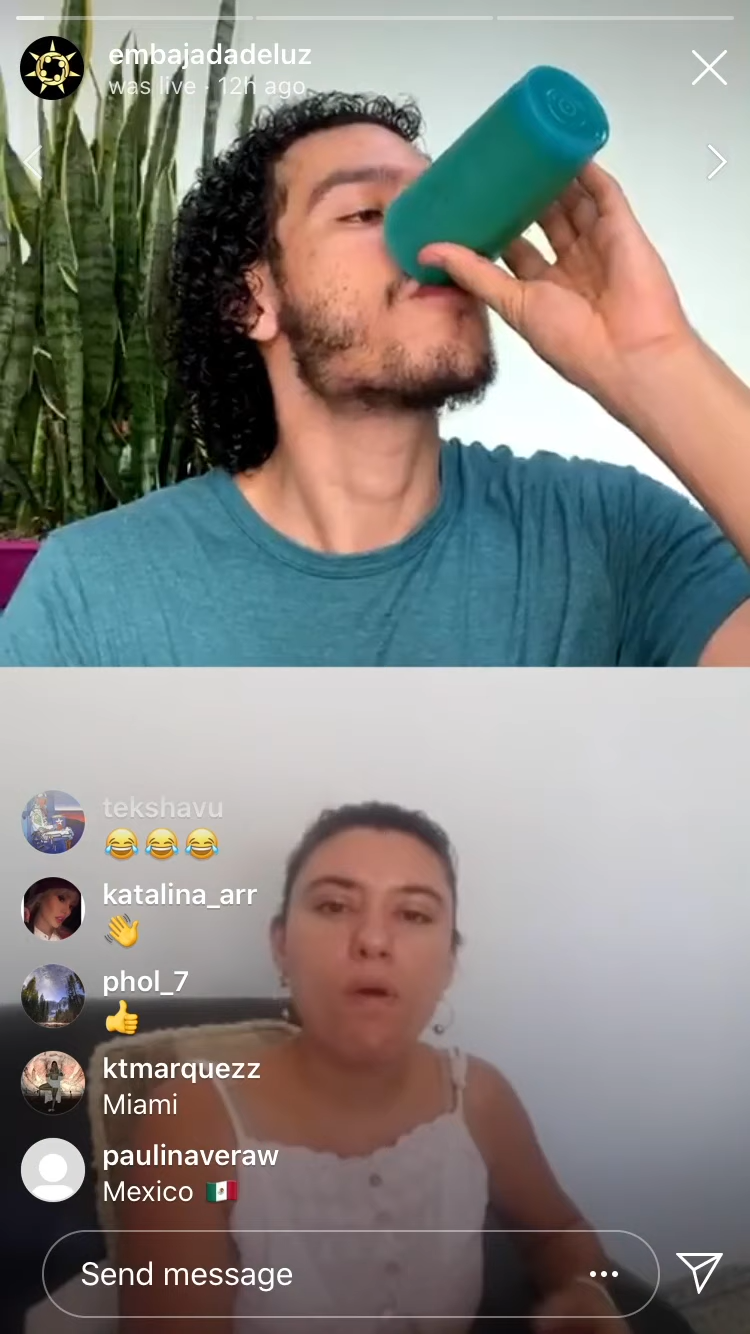 embajadadeluz
was live · 12h ago
tekshavu
😂😂😂
katalina_arr
👋
phol_7
👍
ktmarquezz
Miami
paulinaveraw
Mexico 🇲🇽
Send message